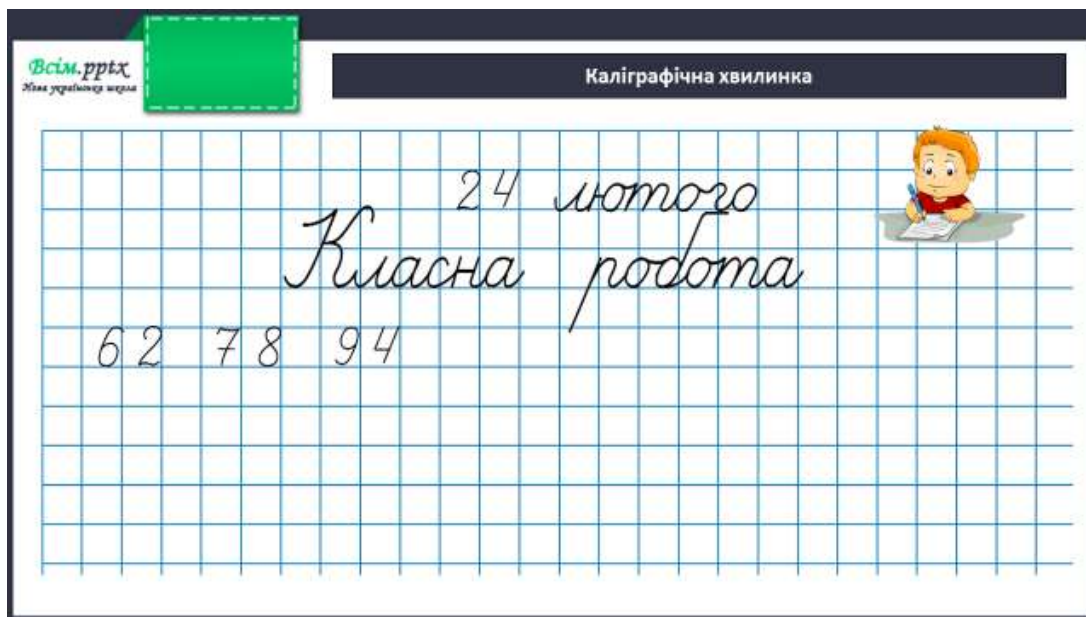 Всім.pptx
Нова українська школа
Каліграфічна хвилинка
24 лютого
Класна робота
62 78 94